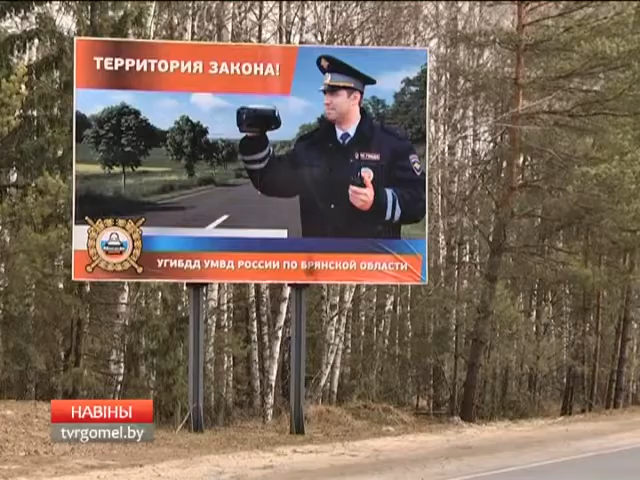 ТЕРРИТОРИЯ ЗАКОНА!
УГИБДД УМВД РОССИИ ПО БРЯНСКОЙ ОБЛАСТИ
НАВІНЫ
tvrgomel.by